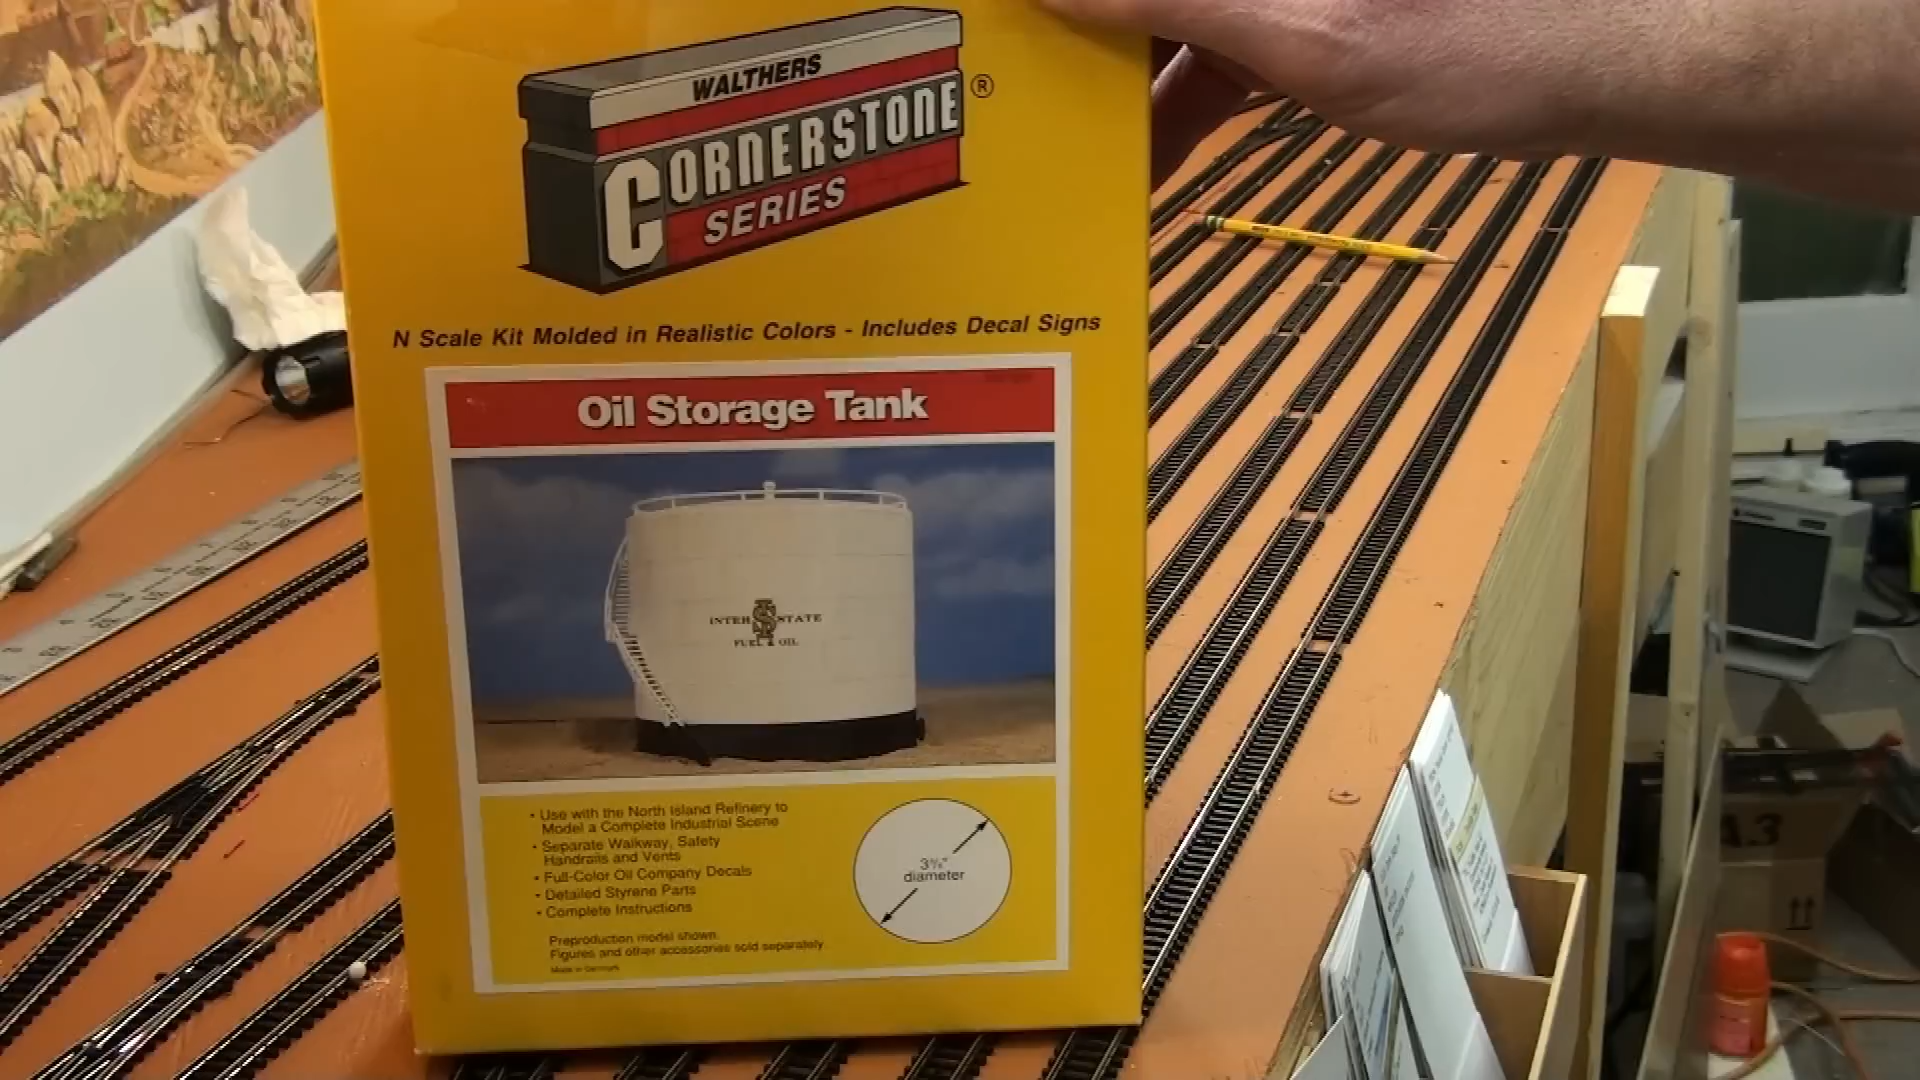 WALTHERS
CORNERSTONE®
SERIES
N Scale Kit Molded in Realistic Colors - Includes Decal Signs
Oil Storage Tank
INTER STATE
FUEL OIL
• Use with the North Island Refinery to
Model a Complete Industrial Scene
• Separate Walkway, Safety
Handrails and Vents
• Full-Color Oil Company Decals
• Detailed Styrene Parts
• Complete Instructions
diameter
Preproduction model shown.
Figures and other accessories sold separately.
Made in Denmark
A3